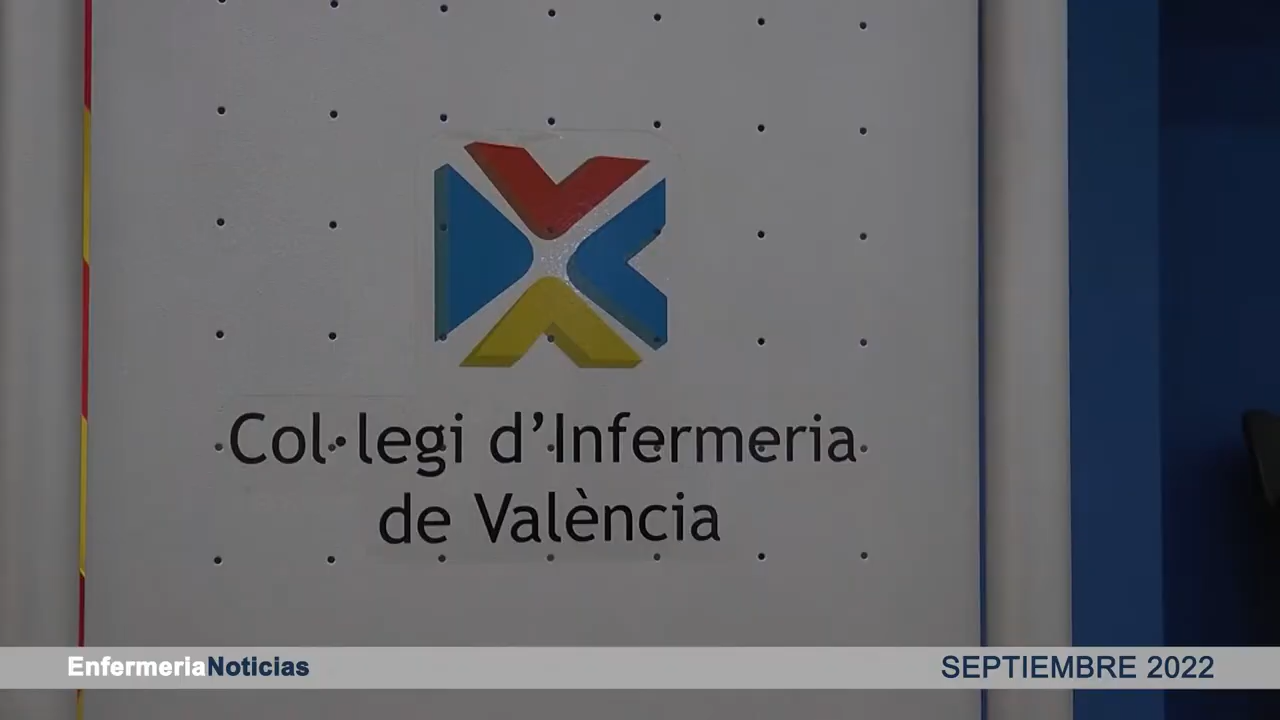 Col·legi d’Infermeria
de València
EnfermeriaNoticias
SEPTIEMBRE 2022